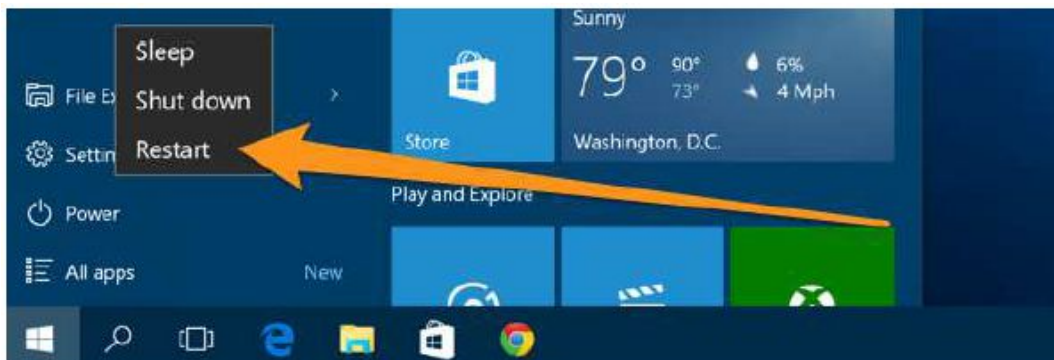 Sleep
Shut down
Restart
File Ex
Settin
Power
All apps
New
Store
Sunny
79°
90°
73°
6%
4 Mph
Washington, D.C.
Play and Explore